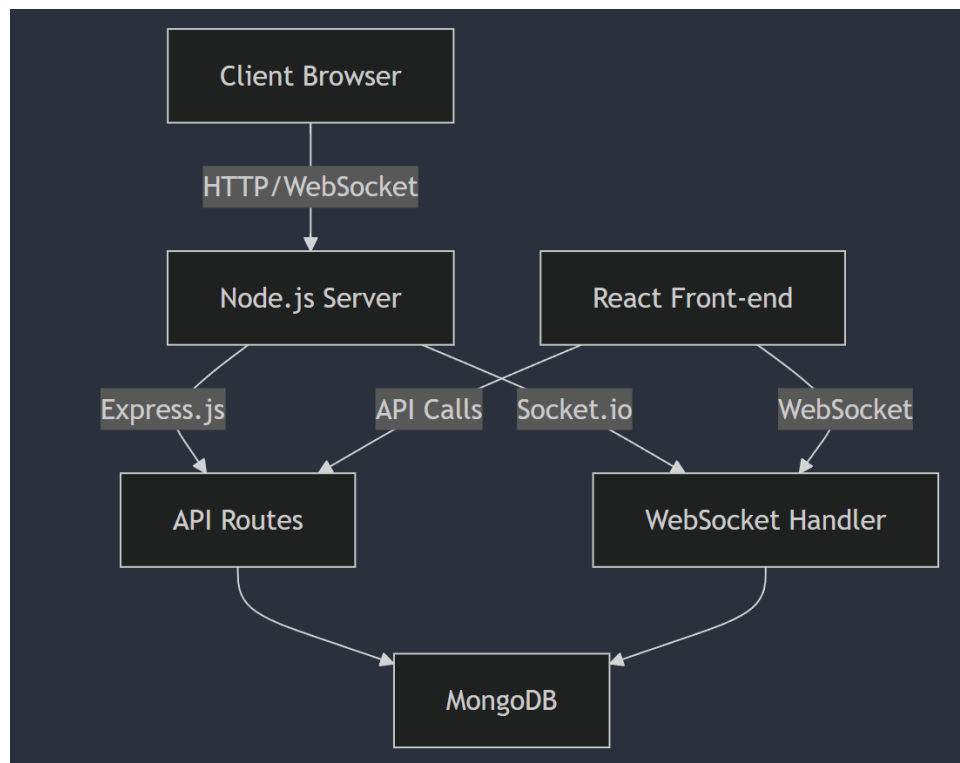 Client Browser
HTTP/WebSocket
Node.js Server
React Front-end
Express.js
API Calls
Socket.io
WebSocket
API Routes
WebSocket Handler
MongoDB